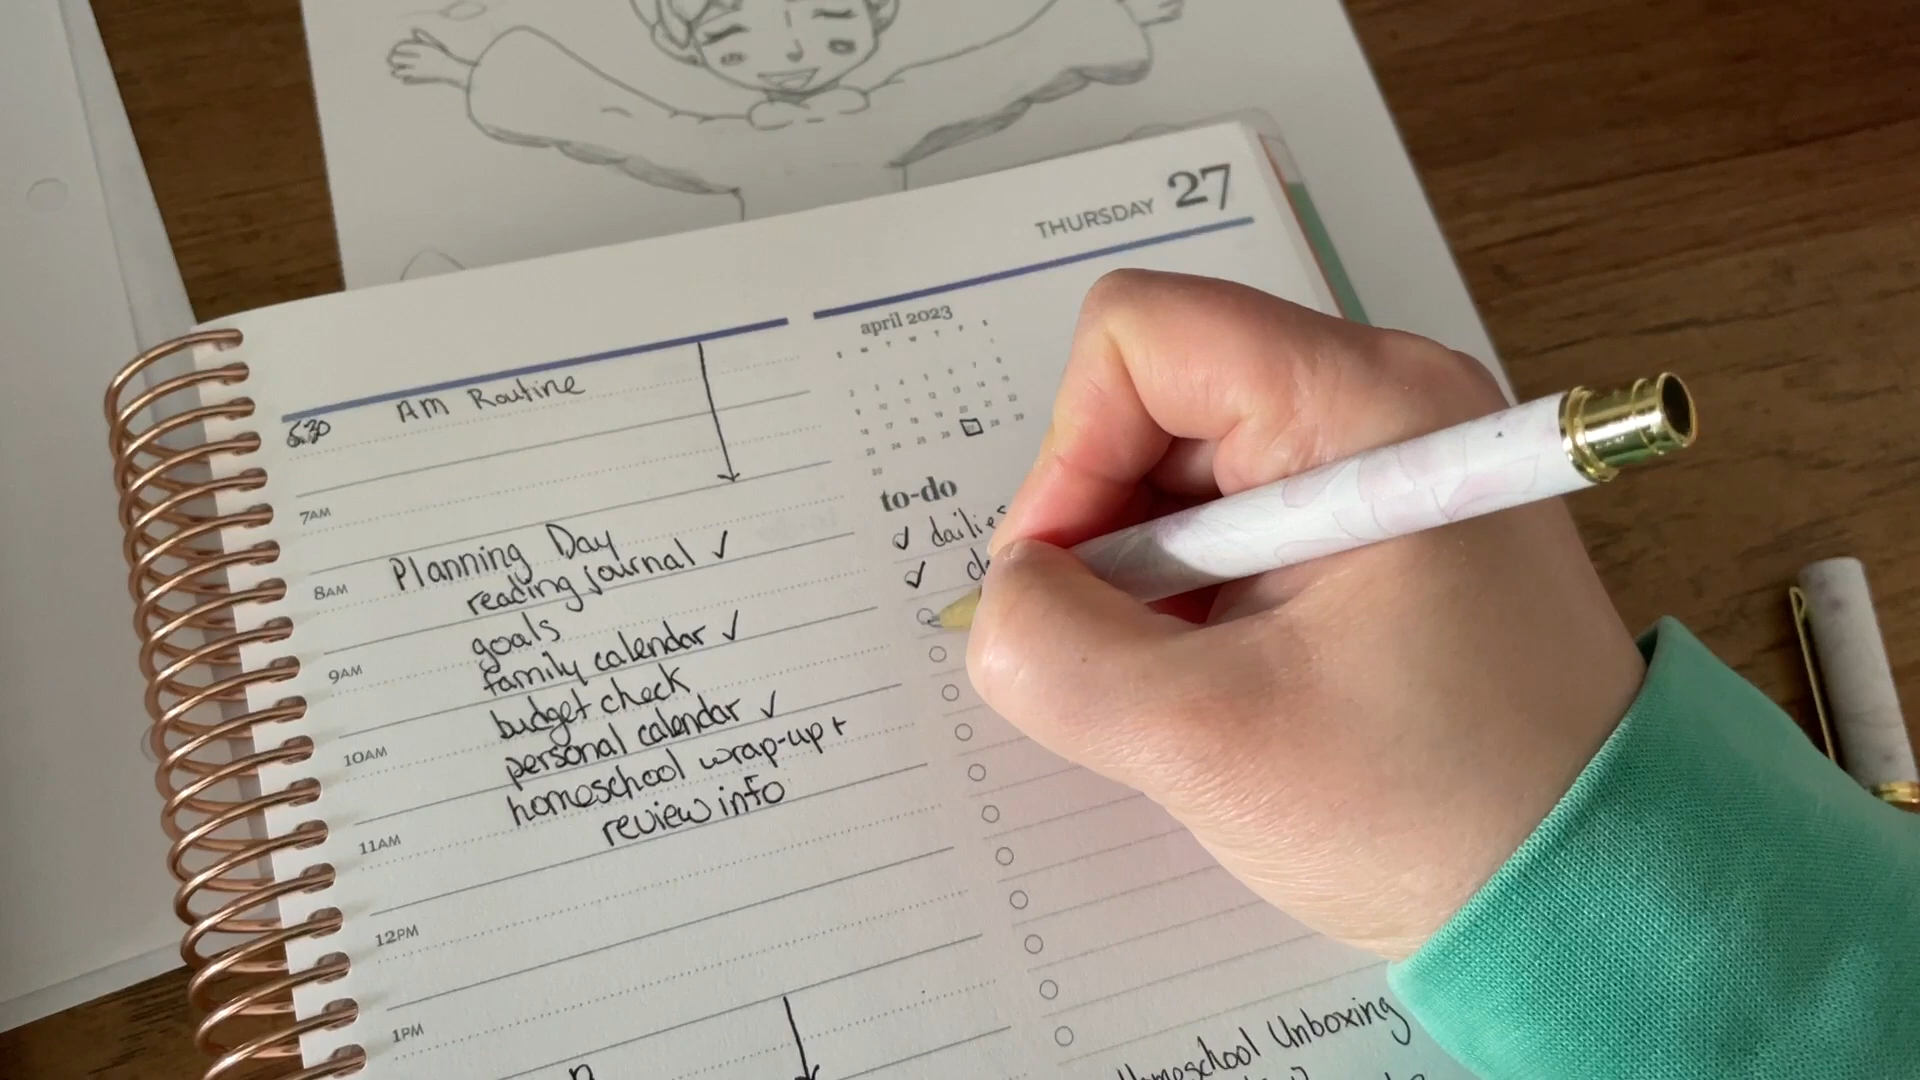 THURSDAY 27
april 2023
6:30 AM Routine
7AM
Planning Day
8AM
reading journal ✓
goals
9AM
family calendar ✓
budget check
10AM
personal calendar ✓
homeschool wrap-up +
11AM
review info
12PM
1PM
to-do
✓ dailies
✓
Homeschool Unboxing